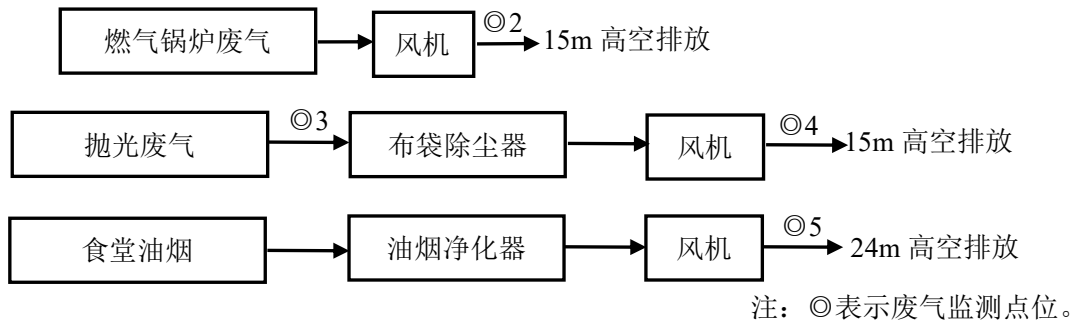 燃气锅炉废气 风机 ◎2 15m 高空排放
抛光废气 ◎3 布袋除尘器 风机 ◎4 15m 高空排放
食堂油烟 油烟净化器 风机 ◎5 24m 高空排放
注：◎表示废气监测点位。